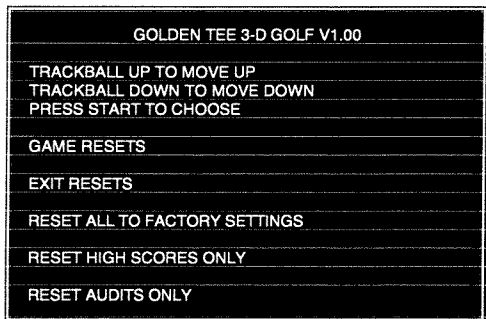 GOLDEN TEE 3-D GOLF V1.00
TRACKBALL UP TO MOVE UP
TRACKBALL DOWN TO MOVE DOWN
PRESS START TO CHOOSE
GAME RESETS
EXIT RESETS
RESET ALL TO FACTORY SETTINGS
RESET HIGH SCORES ONLY
RESET AUDITS ONLY